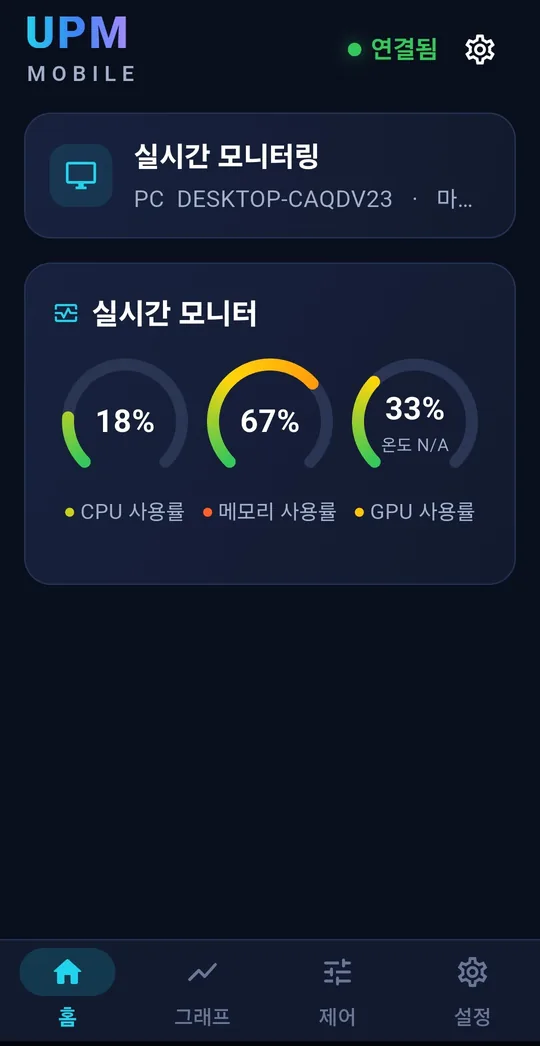 UPM
MOBILE
연결됨
실시간 모니터링
PC DESKTOP-CAQDV23 · 마...
실시간 모니터
18%
67%
33%
온도 N/A
CPU 사용률
메모리 사용률
GPU 사용률
홈
그래프
제어
설정